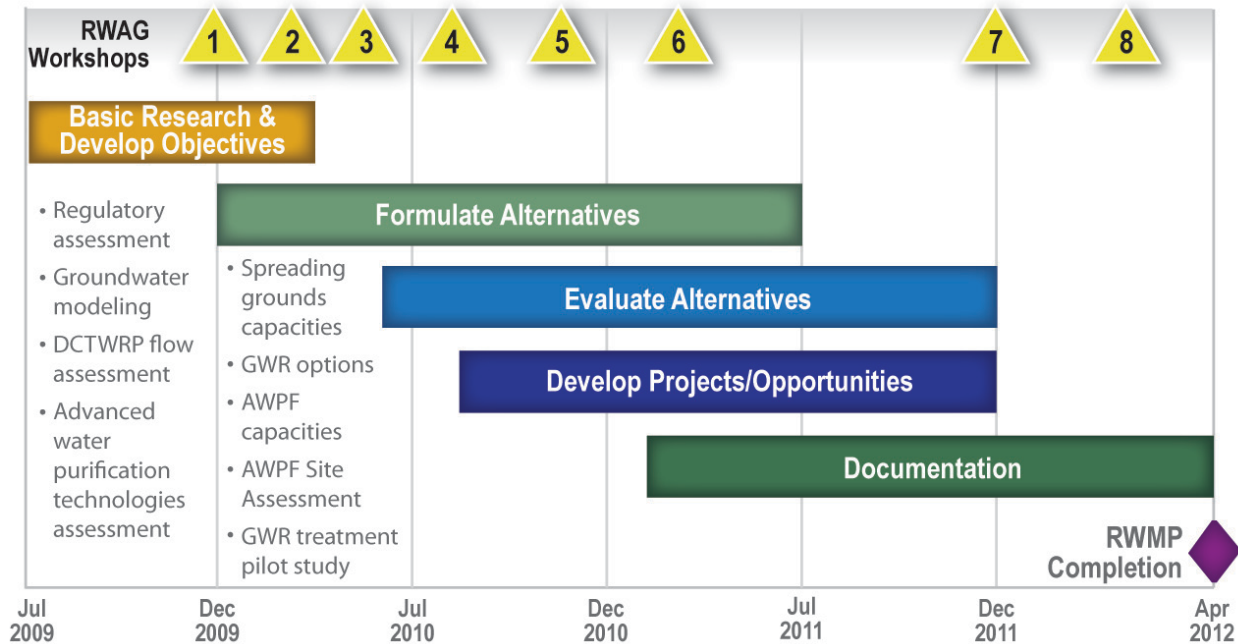 RWAG
Workshops
1
2
3
4
5
6
7
8
Basic Research &
Develop Objectives
• Regulatory
assessment
• Groundwater
modeling
• DCTWRP flow
assessment
• Advanced
water
purification
technologies
assessment
Formulate Alternatives
• Spreading
grounds
capacities
• GWR options
• AWPF
capacities
• AWPF Site
Assessment
• GWR treatment
pilot study
Evaluate Alternatives
Develop Projects/Opportunities
Documentation
RWMP
Completion
Jul
2009
Dec
2009
Jul
2010
Dec
2010
Jul
2011
Dec
2011
Apr
2012